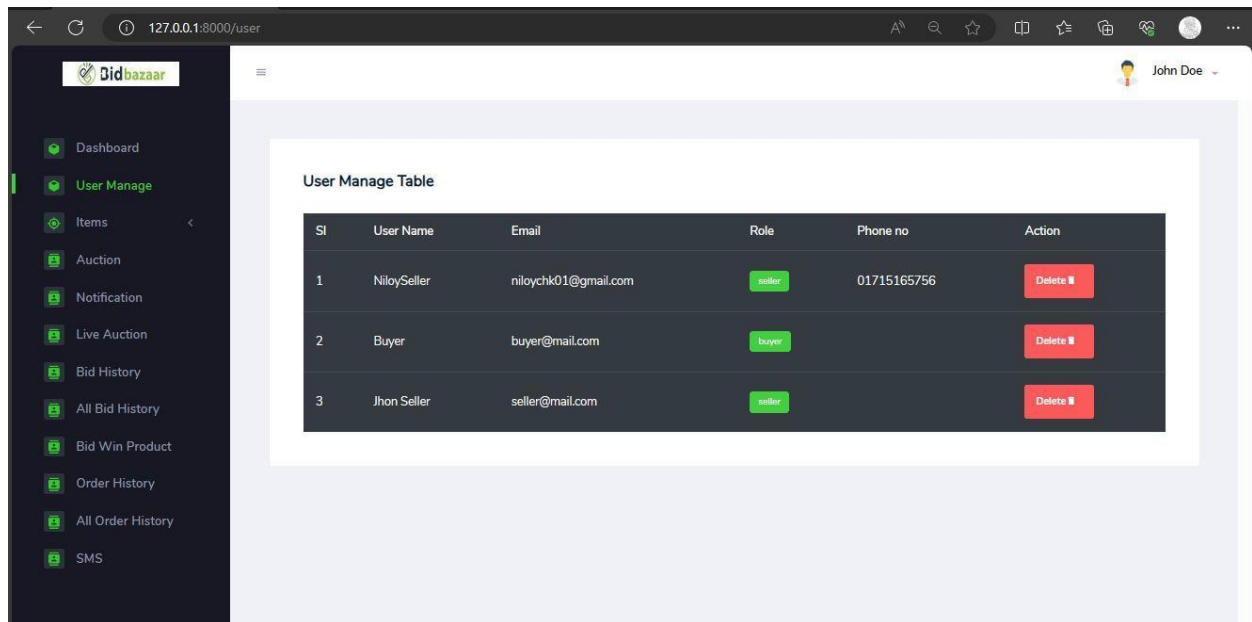 127.0.0.1:8000/user
Bidbazaar
John Doe
Dashboard
User Manage
Items
Auction
Notification
Live Auction
Bid History
All Bid History
Bid Win Product
Order History
All Order History
SMS
User Manage Table
Sl User Name Email Role Phone no Action
1 NiloySeller niloychk01@gmail.com seller 01715165756 Delete
2 Buyer buyer@mail.com buyer Delete
3 Jhon Seller seller@mail.com seller Delete